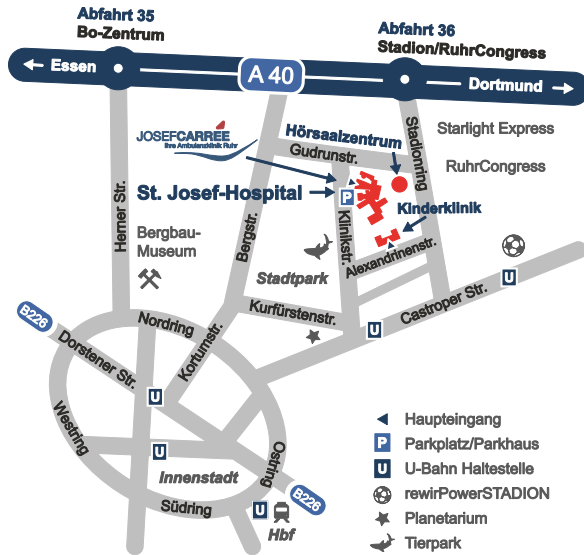 Abfahrt 35
Bo-Zentrum
Abfahrt 36
Stadion/RuhrCongress
Essen
A 40
Dortmund
JOSEFCARRÉE
Ihre Ambulanzklinik Ruhr
Hörsaalzentrum
Gudrunstr.
Stadionring
Starlight Express
RuhrCongress
St. Josef-Hospital
P
Kinderklinik
Herner Str.
Bergstr.
Klinikstr.
Alexandrinenstr.
Bergbau-
Museum
Stadtpark
U
Castroper Str.
Kurfürstenstr.
U
B226
Nordring
Kortumstr.
Dorstener Str.
U
Westring
Ostring
U
Innenstadt
Südring
B226
U
Hbf
Haupteingang
P Parkplatz/Parkhaus
U U-Bahn Haltestelle
rewirPowerSTADION
Planetarium
Tierpark